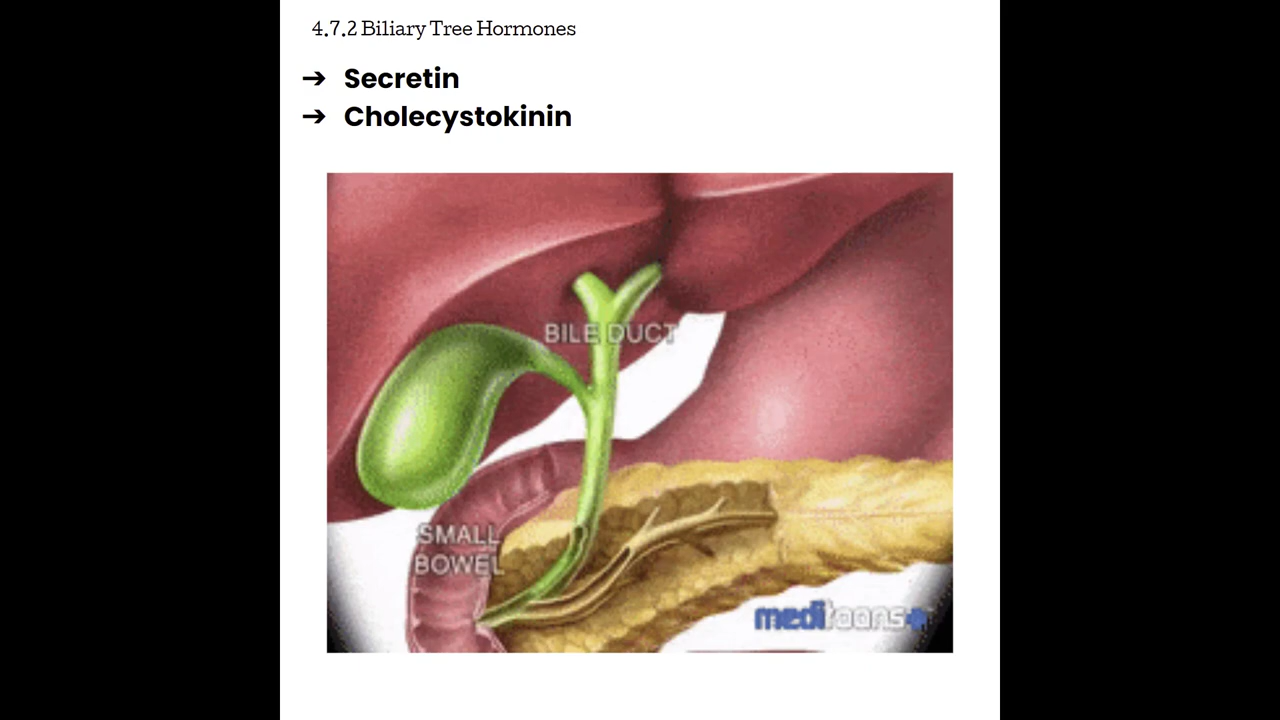 4.7.2 Biliary Tree Hormones
➔ Secretin
➔ Cholecystokinin
BILE DUCT
SMALL
BOWEL
meditoons